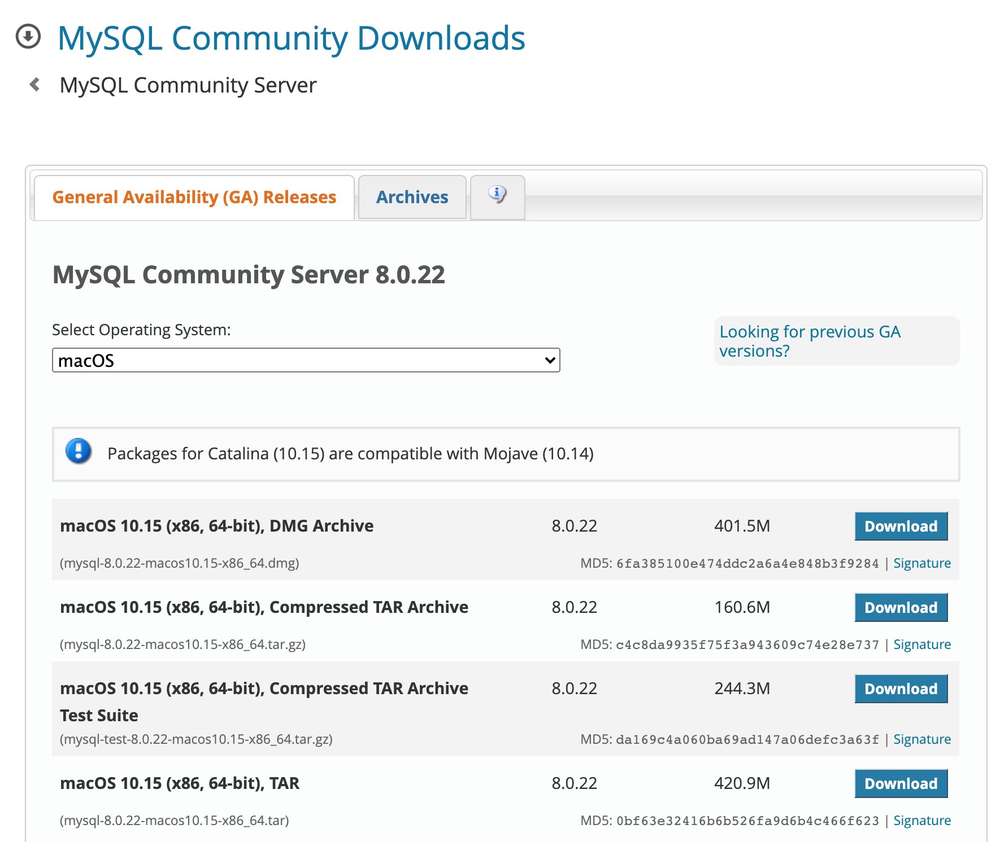 MySQL Community Downloads
MySQL Community Server
General Availability (GA) Releases
Archives
MySQL Community Server 8.0.22
Select Operating System:
macOS
Looking for previous GA
versions?
Packages for Catalina (10.15) are compatible with Mojave (10.14)
macOS 10.15 (x86, 64-bit), DMG Archive 8.0.22 401.5M Download
(mysql-8.0.22-macos10.15-x86_64.dmg) MD5: 6fa385100e474ddc2a6a4e848b3f9284 | Signature
macOS 10.15 (x86, 64-bit), Compressed TAR Archive 8.0.22 160.6M Download
(mysql-8.0.22-macos10.15-x86_64.tar.gz) MD5: c4c8da9935f75f3a943609c74e28e737 | Signature
macOS 10.15 (x86, 64-bit), Compressed TAR Archive 8.0.22 244.3M Download
Test Suite
(mysql-test-8.0.22-macos10.15-x86_64.tar.gz) MD5: da169c4a060ba69ad147a06defc3a63f | Signature
macOS 10.15 (x86, 64-bit), TAR 8.0.22 420.9M Download
(mysql-8.0.22-macos10.15-x86_64.tar) MD5: 0bf63e32416b6b526fa9d6b4c466f623 | Signature